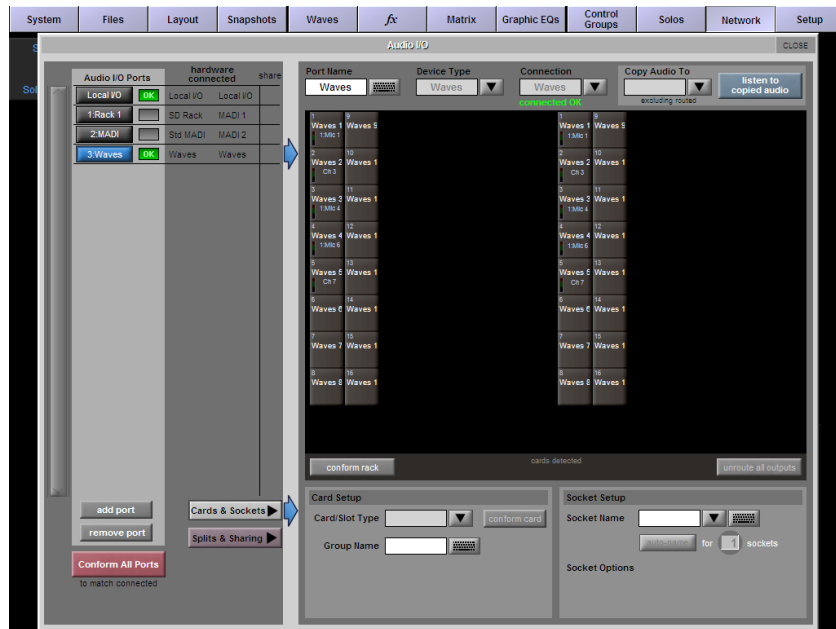 System Files Layout Snapshots Waves fx Matrix Graphic EQs Control Groups Solos Network Setup
Audio I/O CLOSE
Audio I/O Ports hardware connected share
Local I/O OK Local I/O Local I/O
1:Rack 1 SD Rack MADI 1
2:MADI Std MADI MADI 2
3:Waves OK Waves Waves
add port
remove port
Conform All Ports
to match connected
Cards & Sockets
Splits & Sharing
Port Name Device Type Connection Copy Audio To
Waves Waves Waves listen to copied audio
connected OK excluding routed
1 9 1 9
Waves 1 Waves 9 Waves 1 Waves 9
1:Mic 1 1:Mic 1
2 10 2 10
Waves 2 Waves 1 Waves 2 Waves 1
Ch 3 Ch 3
3 11 3 11
Waves 3 Waves 1 Waves 3 Waves 1
1:Mic 4 1:Mic 4
4 12 4 12
Waves 4 Waves 1 Waves 4 Waves 1
1:Mic 6 1:Mic 6
5 13 5 13
Waves 5 Waves 1 Waves 5 Waves 1
Ch 7 Ch 7
6 14 6 14
Waves 6 Waves 1 Waves 6 Waves 1
7 15 7 15
Waves 7 Waves 1 Waves 7 Waves 1
8 16 8 16
Waves 8 Waves 1 Waves 8 Waves 1
conform rack cards detected unroute all outputs
Card Setup Socket Setup
Card/Slot Type conform card Socket Name
Group Name auto-name for 1 sockets
Socket Options